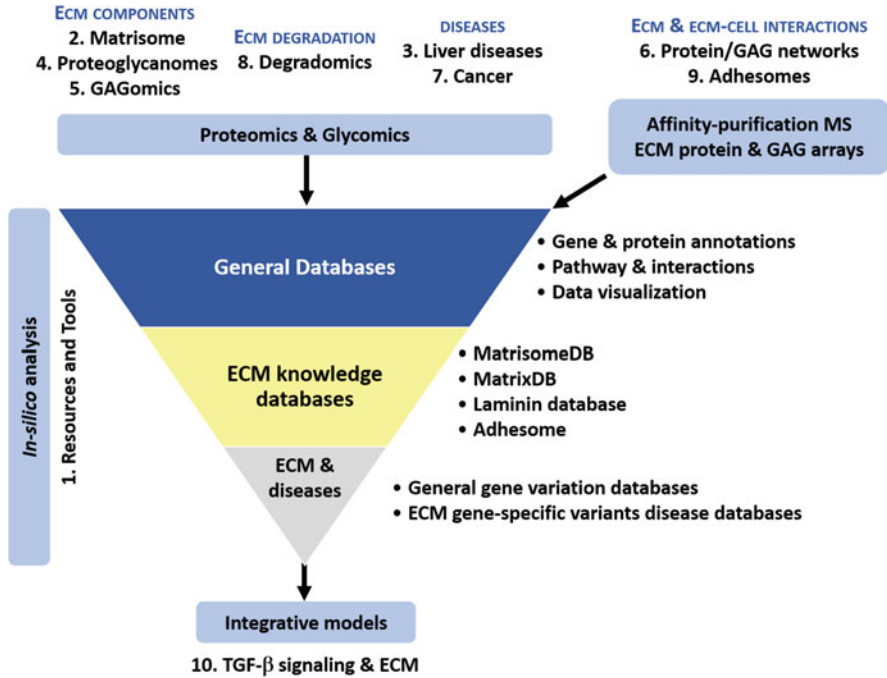 ECM COMPONENTS
2. Matrisome
4. Proteoglycanomes
5. GAGomics
ECM DEGRADATION
8. Degradomics
DISEASES
3. Liver diseases
7. Cancer
ECM & ECM-CELL INTERACTIONS
6. Protein/GAG networks
9. Adhesomes
Proteomics & Glycomics
Affinity-purification MS
ECM protein & GAG arrays
In-silico analysis
1. Resources and Tools
General Databases
• Gene & protein annotations
• Pathway & interactions
• Data visualization
ECM knowledge
databases
• MatrisomeDB
• MatrixDB
• Laminin database
• Adhesome
ECM &
diseases
• General gene variation databases
• ECM gene-specific variants disease databases
Integrative models
10. TGF-β signaling & ECM